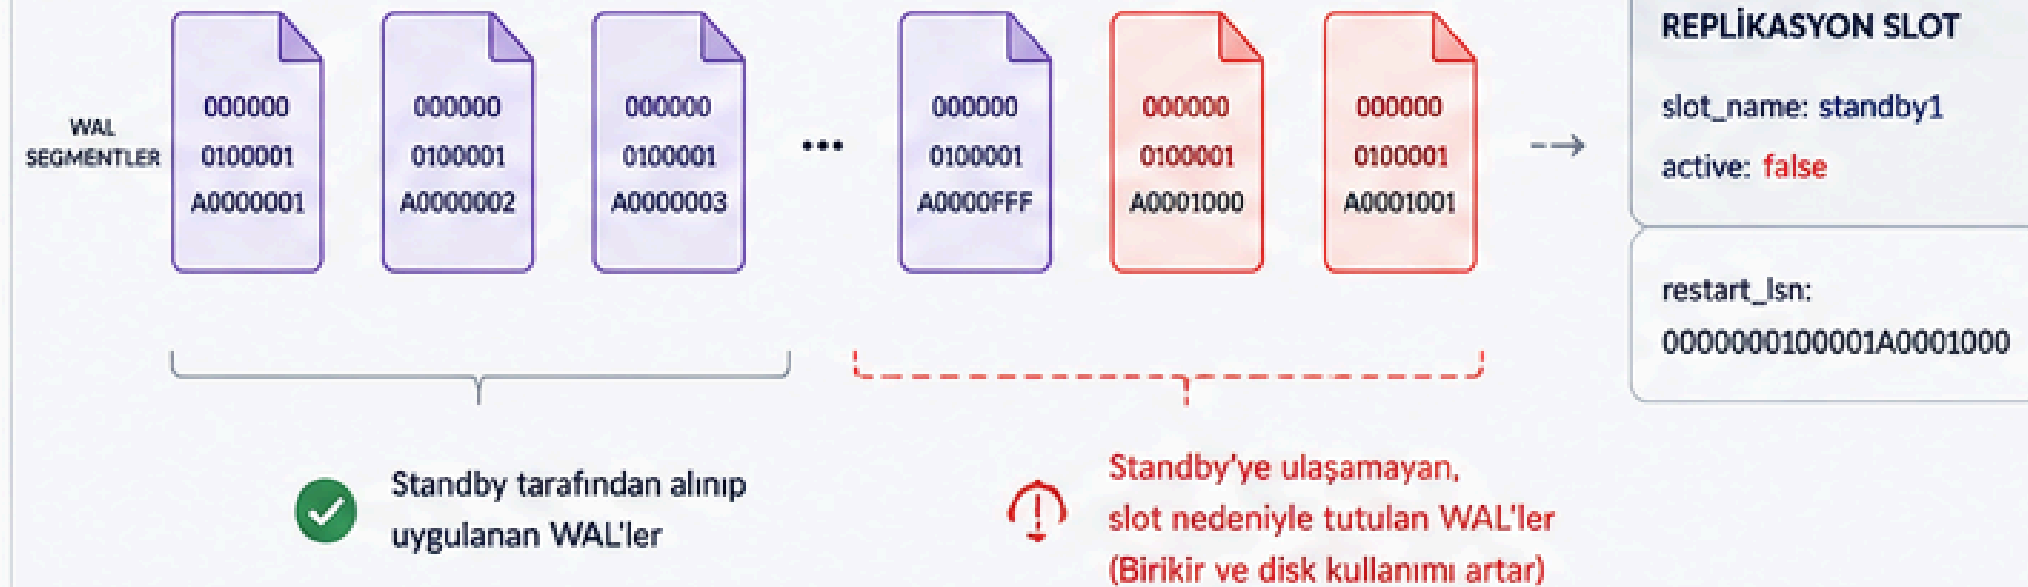 WAL
SEGMENTLER
000000
0100001
A0000001
000000
0100001
A0000002
000000
0100001
A0000003
...
000000
0100001
A0000FFF
000000
0100001
A0001000
000000
0100001
A0001001
REPLİKASYON SLOT
slot_name: standby1
active: false
restart_lsn:
0000000100001A0001000
Standby tarafından alınıp
uygulanan WAL'ler
Standby'ye ulaşamayan,
slot nedeniyle tutulan WAL'ler
(Birikir ve disk kullanımı artar)